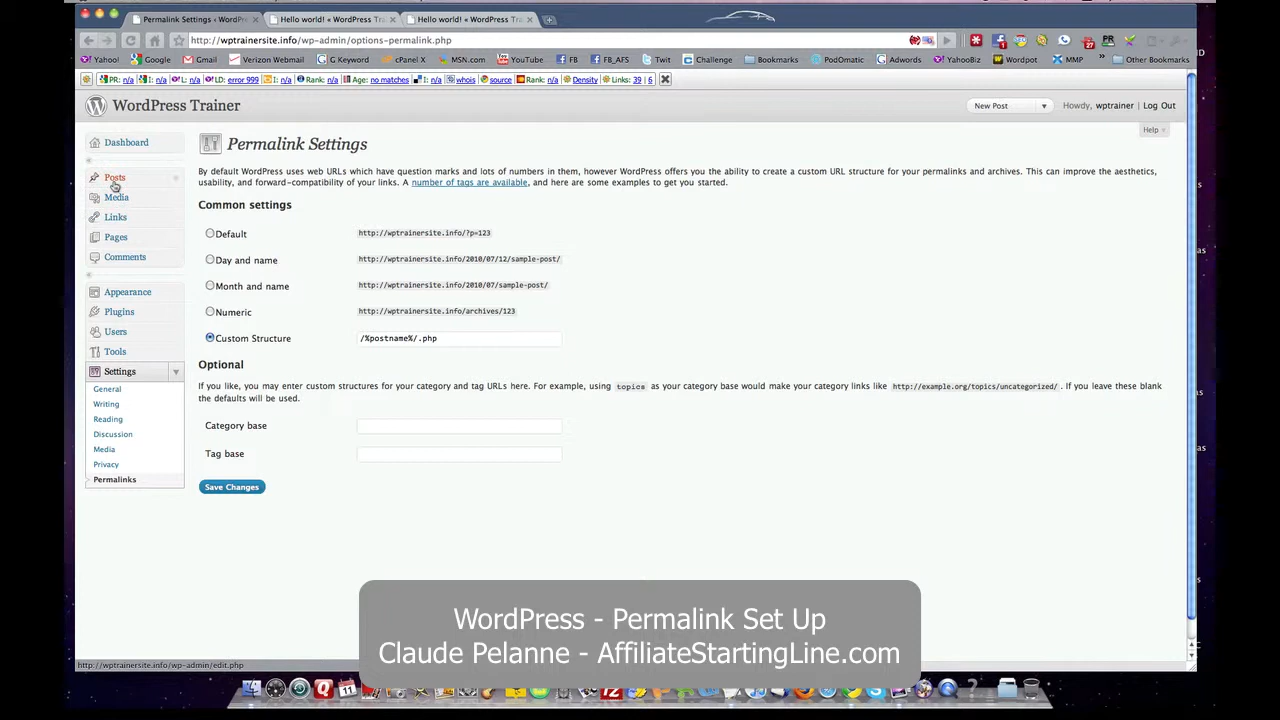 Permalink Settings ‹ WordPr
Hello world! « WordPress Tra
Hello world! « WordPress Tra
http://wptrainersite.info/wp-admin/options-permalink.php
Yahoo! Google Gmail Verizon Webmail G Keyword cPanel X MSN.com YouTube FB FB_AFS Twit Challenge Bookmarks PodOmatic Adwords YahooBiz Wordpot MMP » Other Bookmarks
PR: n/a I: n/a L: n/a LD: error 999 I: n/a Rank: n/a Age: no matches I: n/a whois source Rank: n/a Density Links: 39 | 6
WordPress Trainer
New Post
Howdy, wptrainer | Log Out
Help
Dashboard
Posts
Media
Links
Pages
Comments
Appearance
Plugins
Users
Tools
Settings
General
Writing
Reading
Discussion
Media
Privacy
Permalinks
Permalink Settings
By default WordPress uses web URLs which have question marks and lots of numbers in them, however WordPress offers you the ability to create a custom URL structure for your permalinks and archives. This can improve the aesthetics,
usability, and forward-compatibility of your links. A number of tags are available, and here are some examples to get you started.
Common settings
Default http://wptrainersite.info/?p=123
Day and name http://wptrainersite.info/2010/07/12/sample-post/
Month and name http://wptrainersite.info/2010/07/sample-post/
Numeric http://wptrainersite.info/archives/123
Custom Structure /%postname%/.php
Optional
If you like, you may enter custom structures for your category and tag URLs here. For example, using topics as your category base would make your category links like http://example.org/topics/uncategorized/ . If you leave these blank
the defaults will be used.
Category base
Tag base
Save Changes
WordPress - Permalink Set Up
Claude Pelanne - AffiliateStartingLine.com
http://wptrainersite.info/wp-admin/edit.php